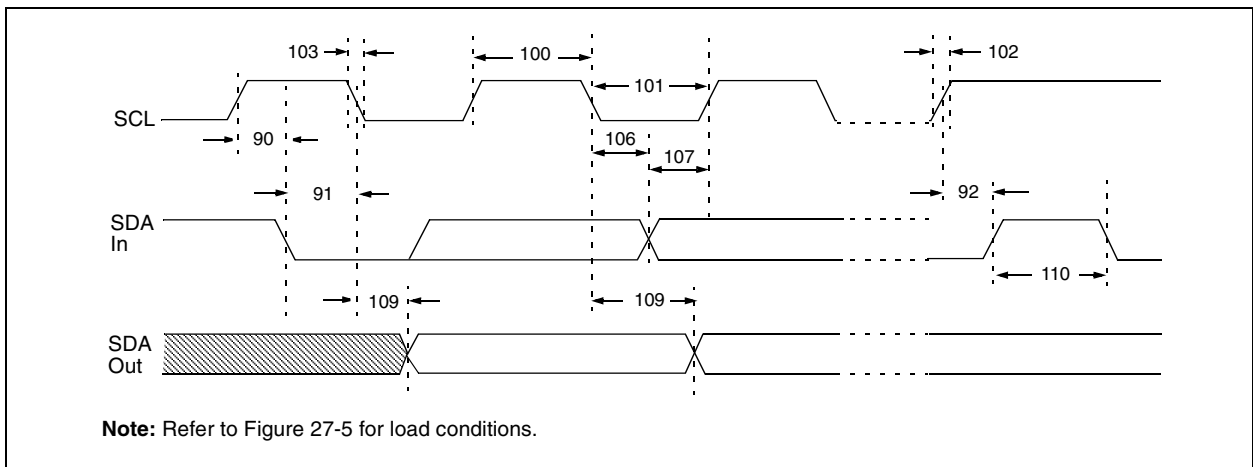 103
100
102
SCL
101
90
106
107
91
92
SDA
In
110
109
109
SDA
Out
Note: Refer to Figure 27-5 for load conditions.